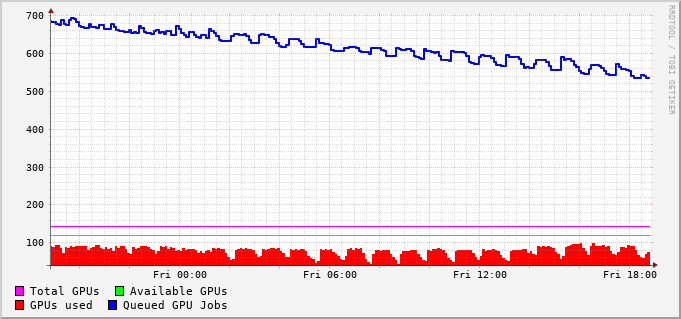 700
600
500
400
300
200
100
Fri 00:00 Fri 06:00 Fri 12:00 Fri 18:00
Total GPUs Available GPUs
GPUs used Queued GPU Jobs
RRDTOOL / TOBI OETIKER